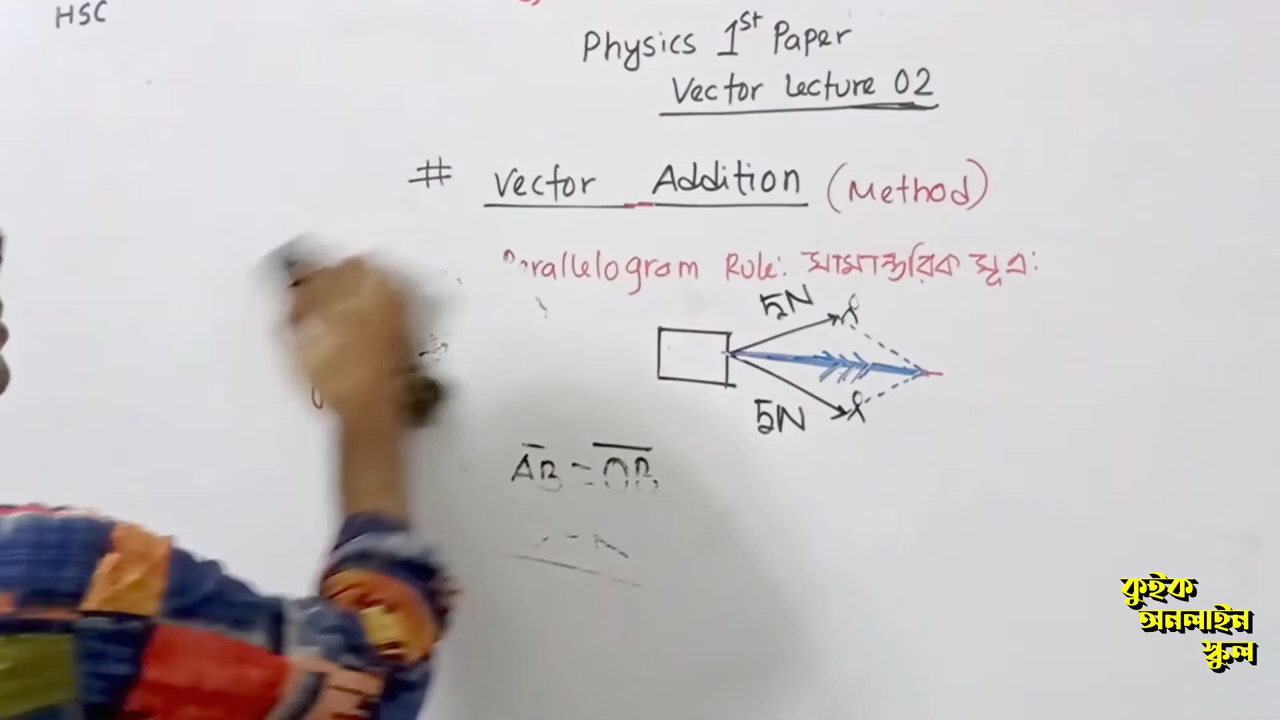 HSC
Physics 1st Paper
Vector Lecture 02
# Vector Addition (Method)
Parallelogram Rule: সামান্তরিক সূত্র:
5N
5N
AB = OB
কুইক
অনলাইন
স্কুল